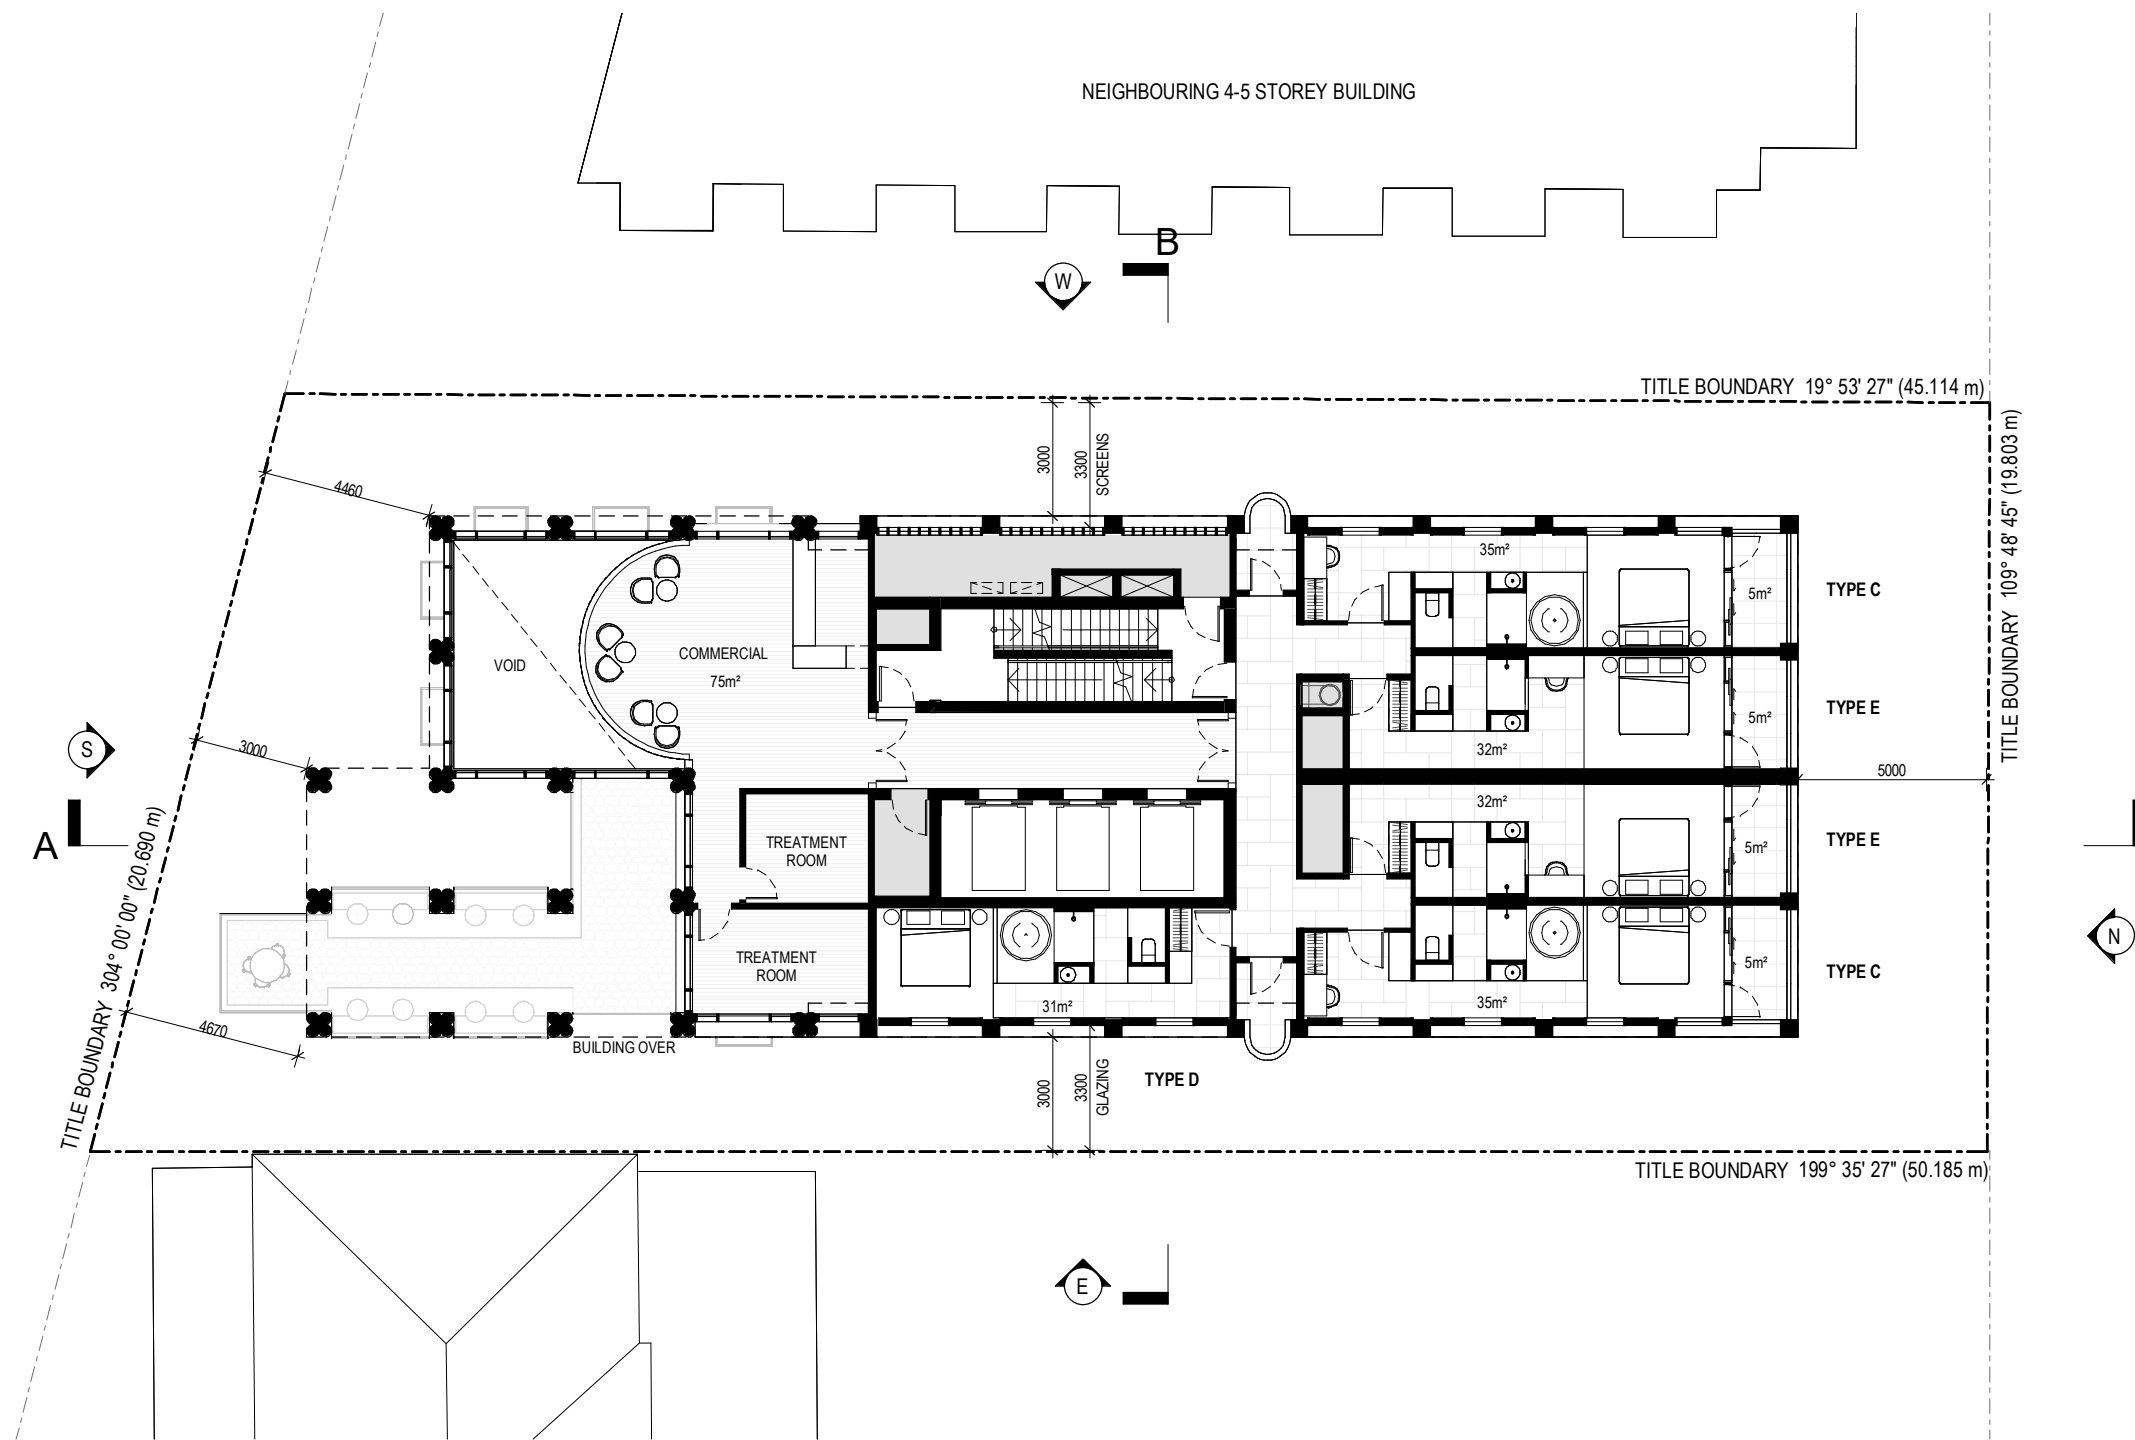 NEIGHBOURING 4-5 STOREY BUILDING
B
W
TITLE BOUNDARY 19° 53' 27" (45.114 m)
TITLE BOUNDARY 109° 48' 45" (19.803 m)
3000
3300
SCREENS
4460
35m²
5m²
TYPE C
VOID
COMMERCIAL
75m²
5m²
TYPE E
32m²
S
3000
5000
32m²
A
TREATMENT
ROOM
5m²
TYPE E
TITLE BOUNDARY 304° 00' 00" (20.690 m)
N
TREATMENT
ROOM
5m²
TYPE C
31m²
35m²
4670
BUILDING OVER
3000
3300
GLAZING
TYPE D
TITLE BOUNDARY 199° 35' 27" (50.185 m)
E